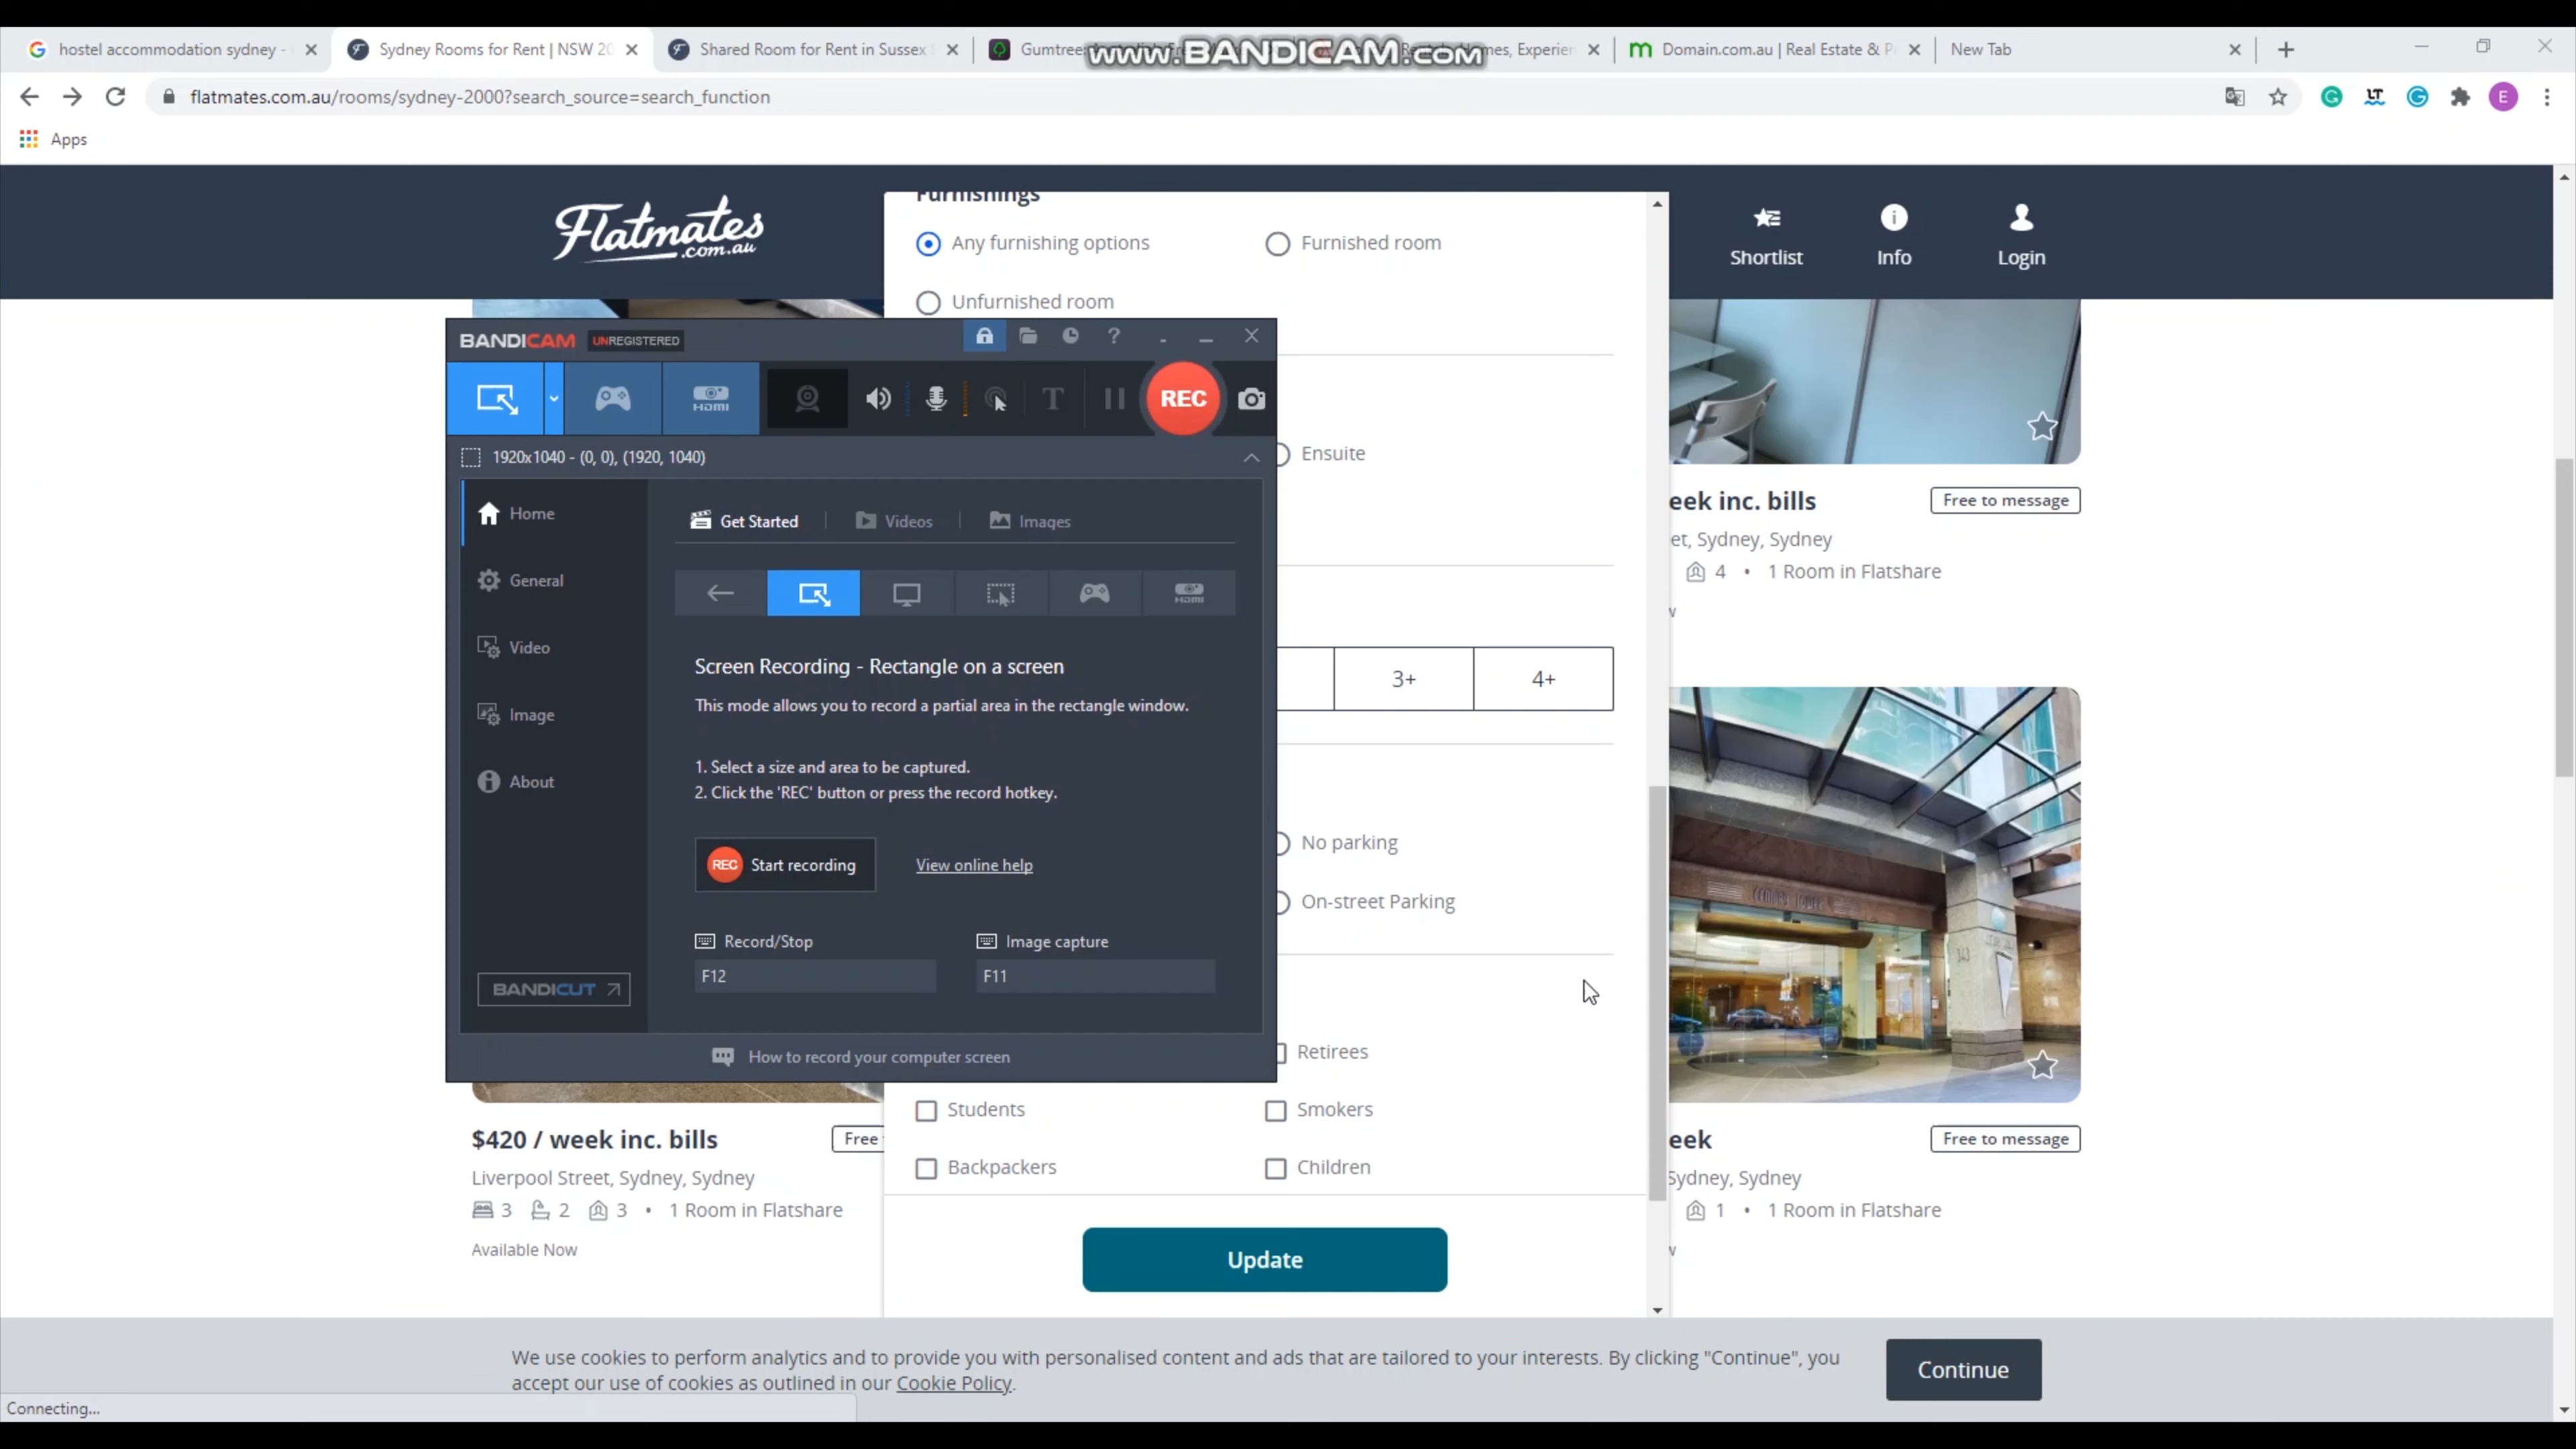 hostel accommodation sydney -
Sydney Rooms for Rent | NSW 20
Shared Room for Rent in Sussex S
Gumtree
www.BANDICAM.com
Homes, Experien
Domain.com.au | Real Estate & P
New Tab
flatmates.com.au/rooms/sydney-2000?search_source=search_function
E
Apps
Flatmates
.com.au
Shortlist
Info
Login
Furnishings
Any furnishing options
Furnished room
Unfurnished room
BANDICAM UNREGISTERED
?
HDMI
T
REC
1920x1040 - (0, 0), (1920, 1040)
Home
General
Video
Image
About
BANDICUT
Get Started
Videos
Images
HDMI
Screen Recording - Rectangle on a screen
This mode allows you to record a partial area in the rectangle window.
1. Select a size and area to be captured.
2. Click the 'REC' button or press the record hotkey.
REC Start recording
View online help
Record/Stop
Image capture
F12
F11
How to record your computer screen
Ensuite
3+
4+
No parking
On-street Parking
Retirees
Students
Smokers
Backpackers
Children
Update
eek inc. bills
Free to message
et, Sydney, Sydney
4 • 1 Room in Flatshare
$420 / week inc. bills
Free
Liverpool Street, Sydney, Sydney
3 2 3 • 1 Room in Flatshare
Available Now
eek
Free to message
Sydney, Sydney
1 • 1 Room in Flatshare
We use cookies to perform analytics and to provide you with personalised content and ads that are tailored to your interests. By clicking "Continue", you
accept our use of cookies as outlined in our Cookie Policy.
Continue
Connecting...